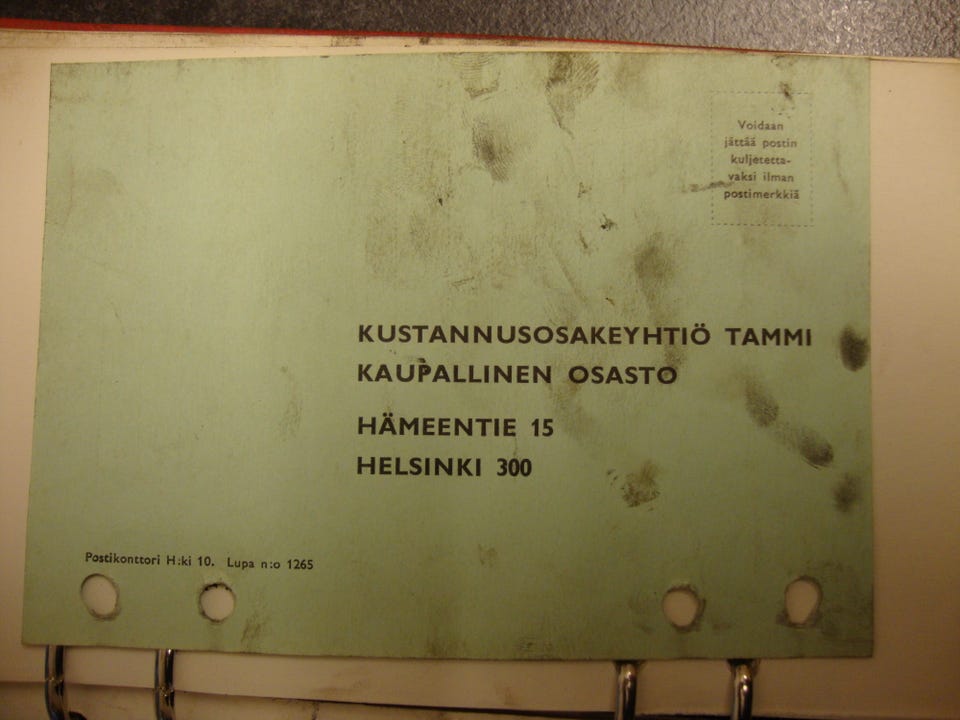 Voidaan
jättää postin
kuljetetta-
vaksi ilman
postimerkkiä
KUSTANNUSOSAKEYHTIÖ TAMMI
KAUPALLINEN OSASTO
HÄMEENTIE 15
HELSINKI 300
Postikonttori H:ki 10. Lupa n:o 1265